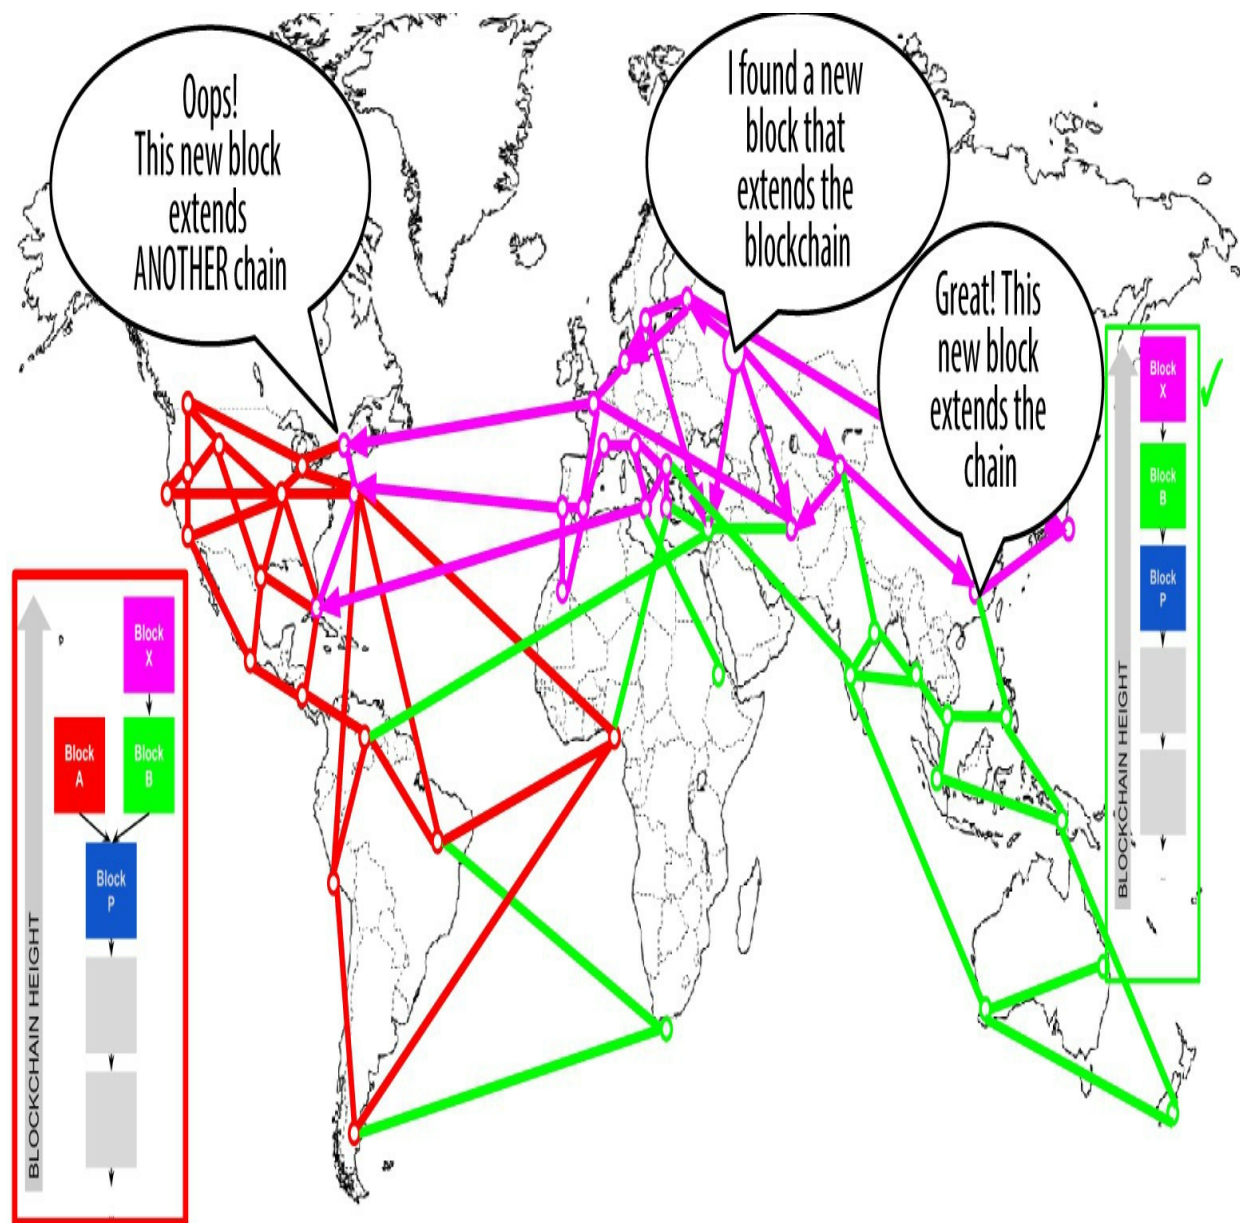 Oops!
This new block
extends
ANOTHER chain
I found a new
block that
extends the
blockchain
Great! This
new block
extends the
chain
BLOCKCHAIN HEIGHT
Block
X
Block
A
Block
B
Block
P
BLOCKCHAIN HEIGHT
Block
X
Block
B
Block
P